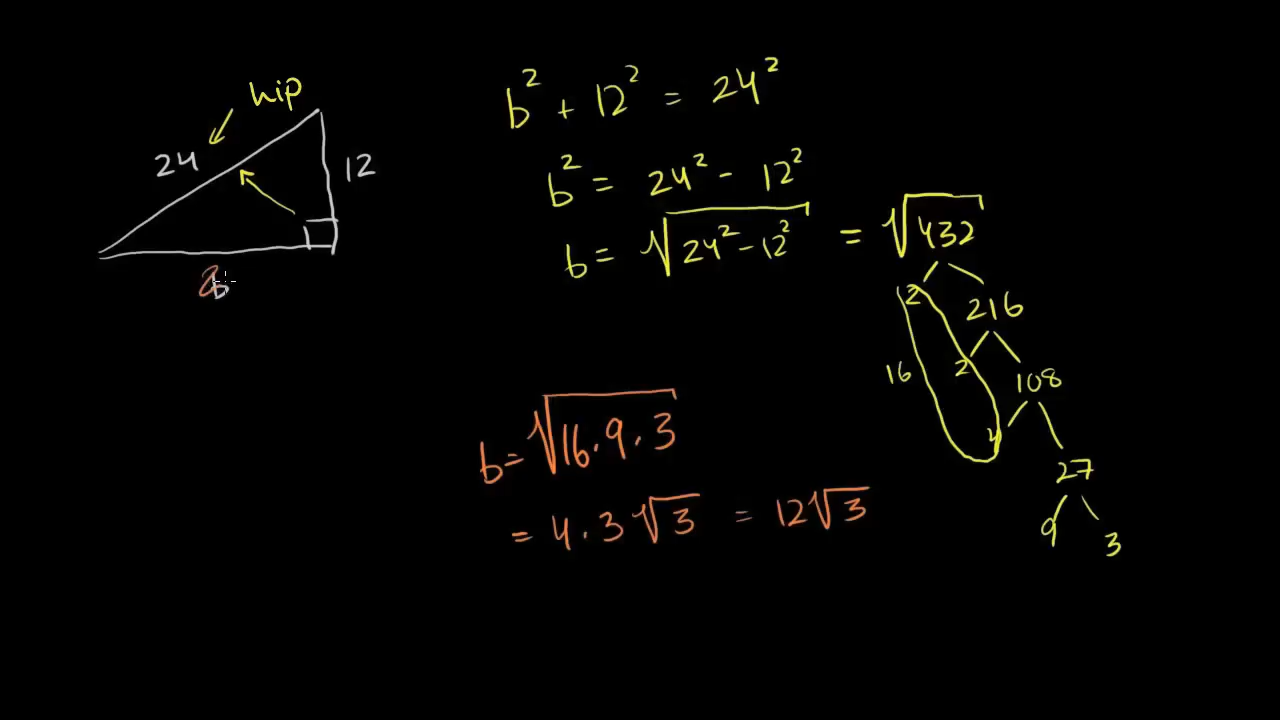 hip
24
12
b
b² + 12² = 24²
b² = 24² - 12²
b = √(24² - 12²) = √432
2 216
16 2 108
4 27
9 3
b = √(16 · 9 · 3)
= 4 · 3√3 = 12√3